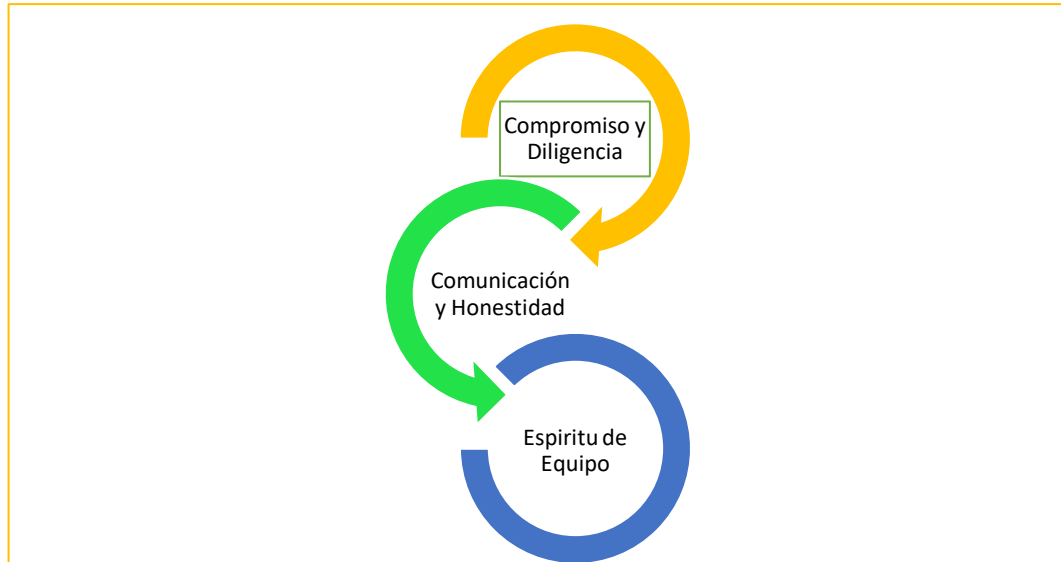 Compromiso y
Diligencia
Comunicación
y Honestidad
Espiritu de
Equipo